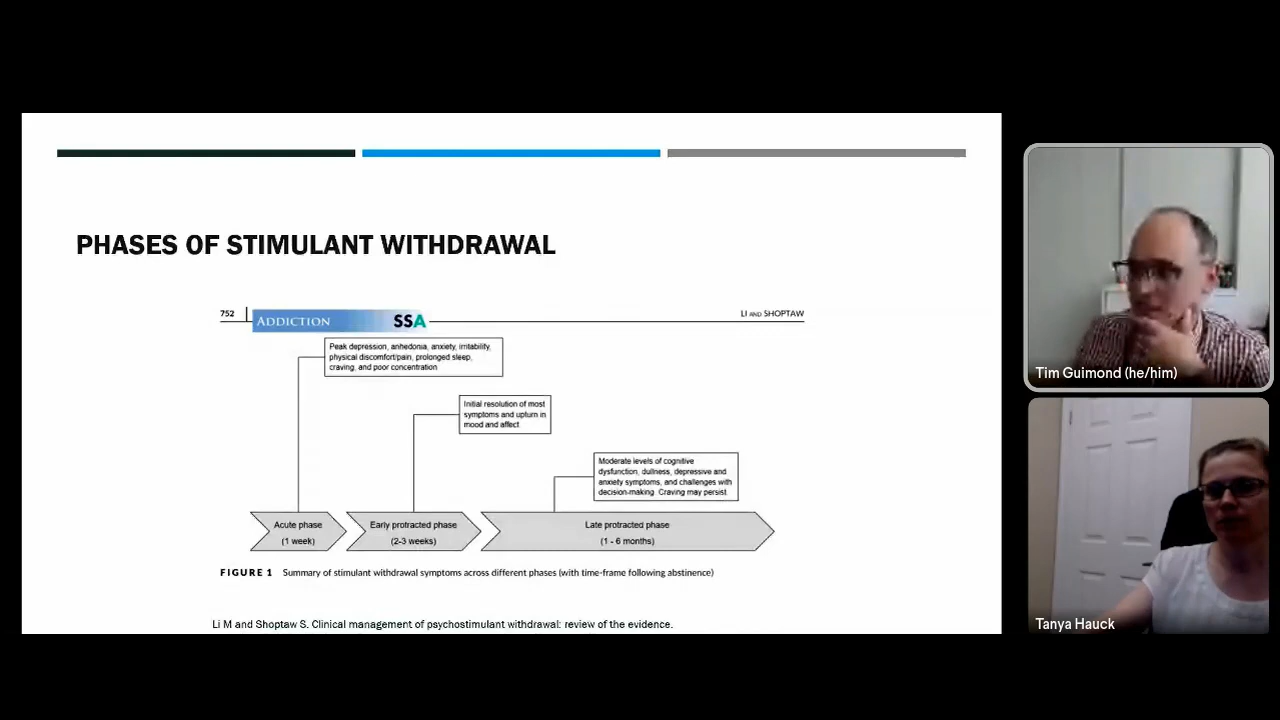 PHASES OF STIMULANT WITHDRAWAL
752
ADDICTION
SSA
LI AND SHOPTAW
Peak depression, anhedonia, anxiety, irritability,
physical discomfort/pain, prolonged sleep,
craving, and poor concentration
Initial resolution of most
symptoms and upturn in
mood and affect
Moderate levels of cognitive
dysfunction, dullness, depressive and
anxiety symptoms, and challenges with
decision-making Craving may persist
Acute phase
(1 week)
Early protracted phase
(2-3 weeks)
Late protracted phase
(1 - 6 months)
FIGURE 1 Summary of stimulant withdrawal symptoms across different phases (with time-frame following abstinence)
Li M and Shoptaw S. Clinical management of psychostimulant withdrawal: review of the evidence.
Tim Guimond (he/him)
Tanya Hauck